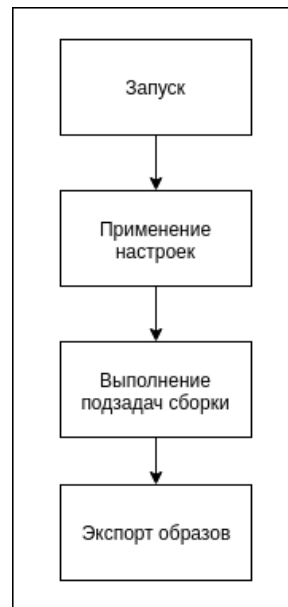 Запуск
Применение
настроек
Выполнение
подзадач сборки
Экспорт образов